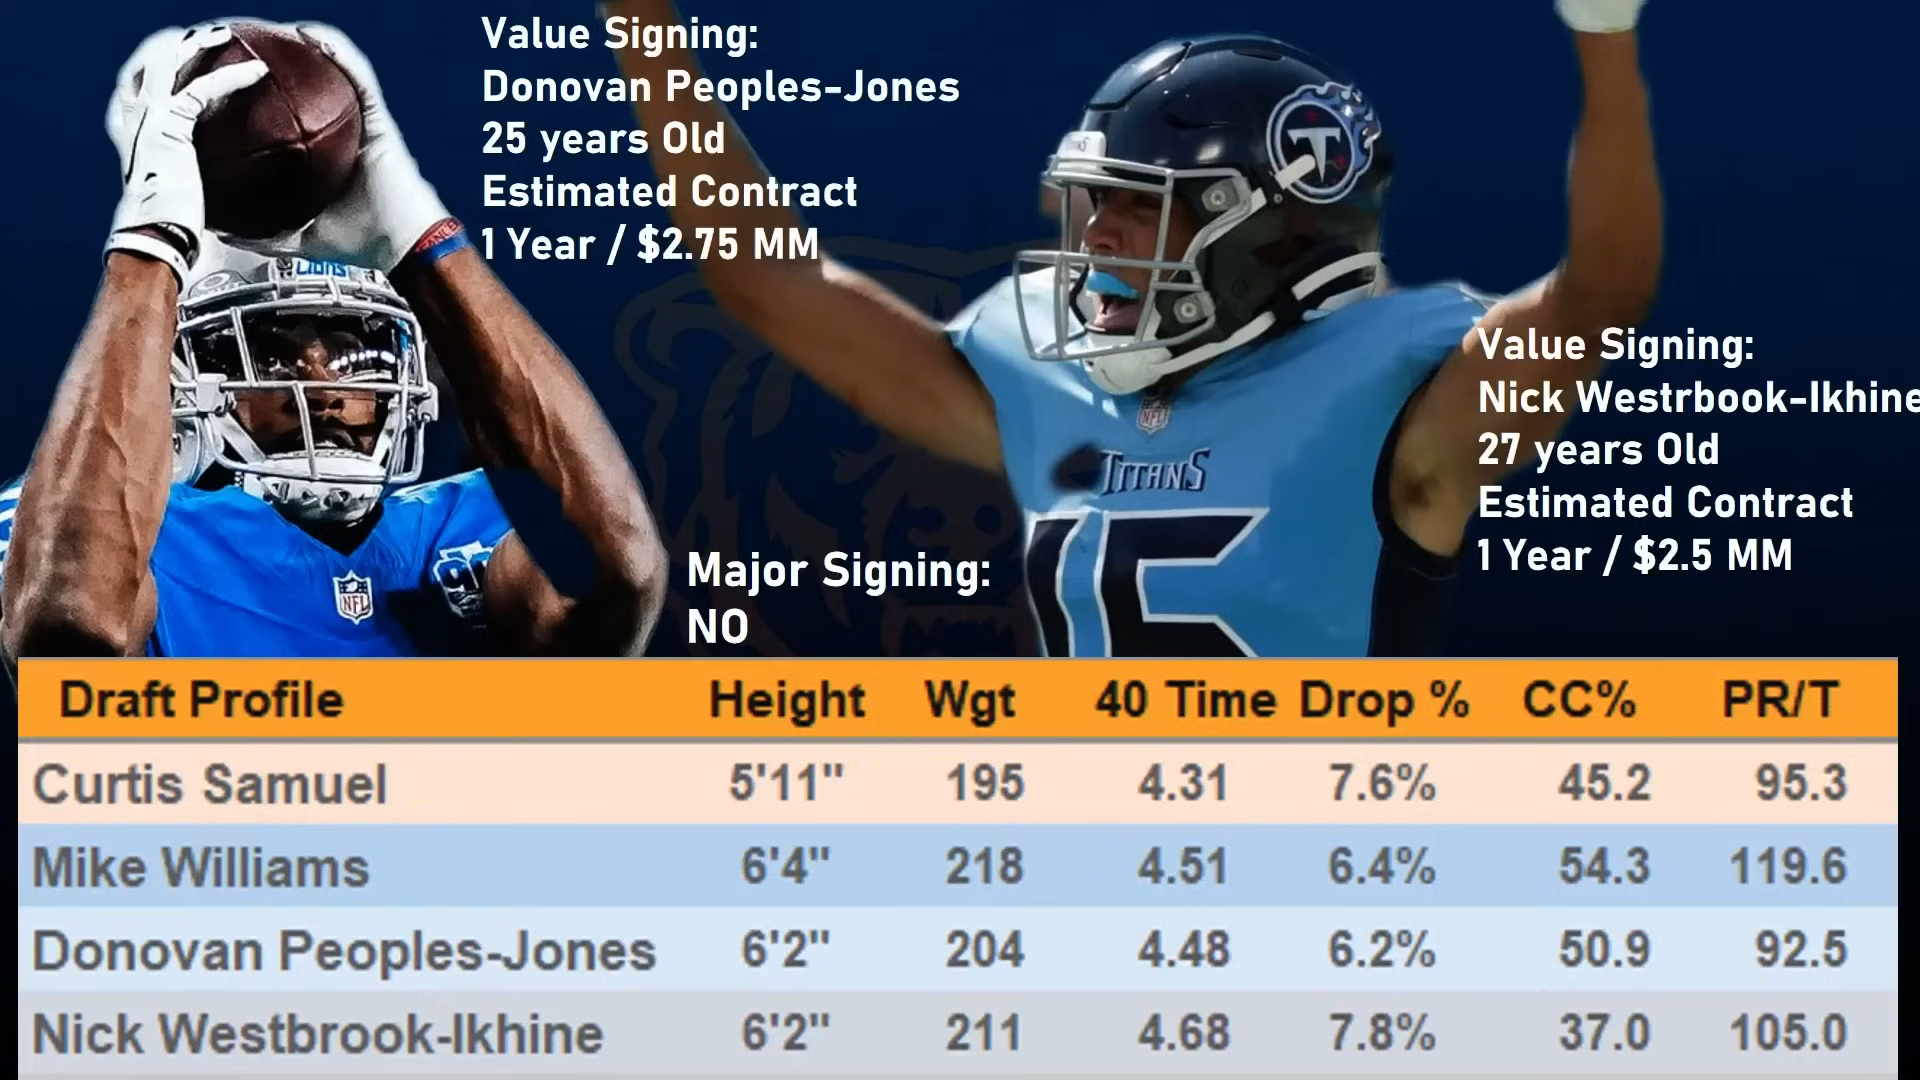 Value Signing:
Donovan Peoples-Jones
25 years Old
Estimated Contract
1 Year / $2.75 MM
Value Signing:
Nick Westrbook-Ikhine
27 years Old
Estimated Contract
1 Year / $2.5 MM
Major Signing:
NO
LIONS
NFL
T
NFL
TITANS
15
Draft Profile Height Wgt 40 Time Drop % CC% PR/T
Curtis Samuel 5'11" 195 4.31 7.6% 45.2 95.3
Mike Williams 6'4" 218 4.51 6.4% 54.3 119.6
Donovan Peoples-Jones 6'2" 204 4.48 6.2% 50.9 92.5
Nick Westbrook-Ikhine 6'2" 211 4.68 7.8% 37.0 105.0